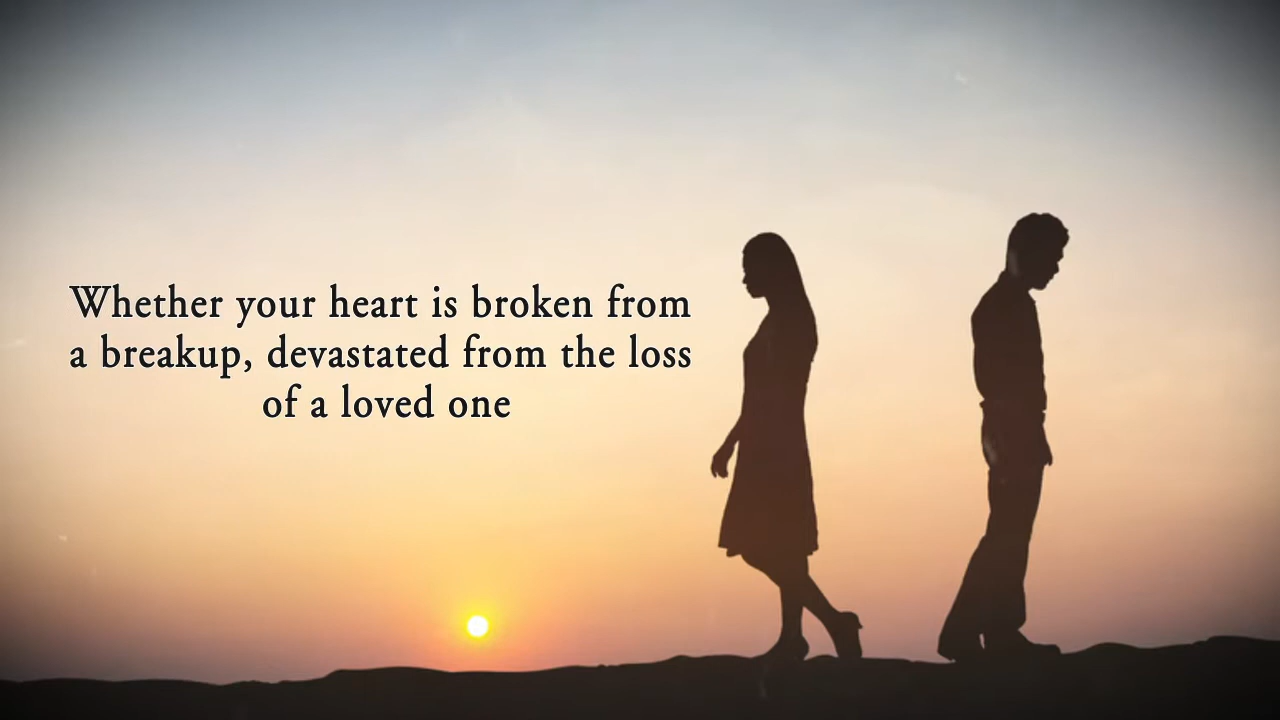 Whether your heart is broken from
a breakup, devastated from the loss
of a loved one